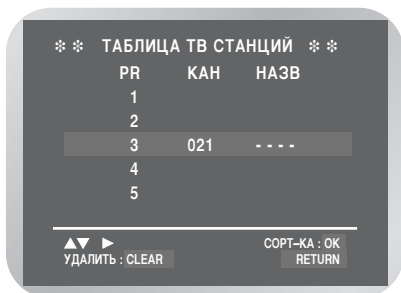 ❇ ❇ ТАБЛИЦА ТВ СТАНЦИЙ ❇ ❇
PR КАН НАЗВ
1
2
3 021 - - - -
4
5
▲▼ ► СОРТ–КА : OK
УДАЛИТЬ : CLEAR RETURN